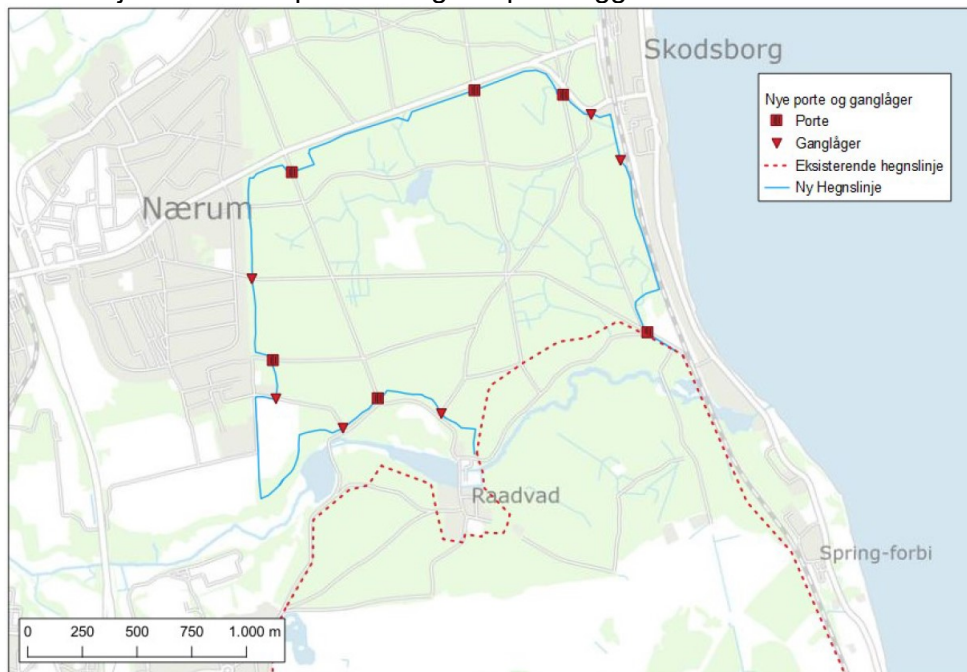 Skodsborg
Nye porte og ganglåger
Porte
Ganglåger
Eksisterende hegnslinje
Ny Hegnslinje
Nærum
Raadvad
Spring-forbi
0 250 500 750 1.000 m